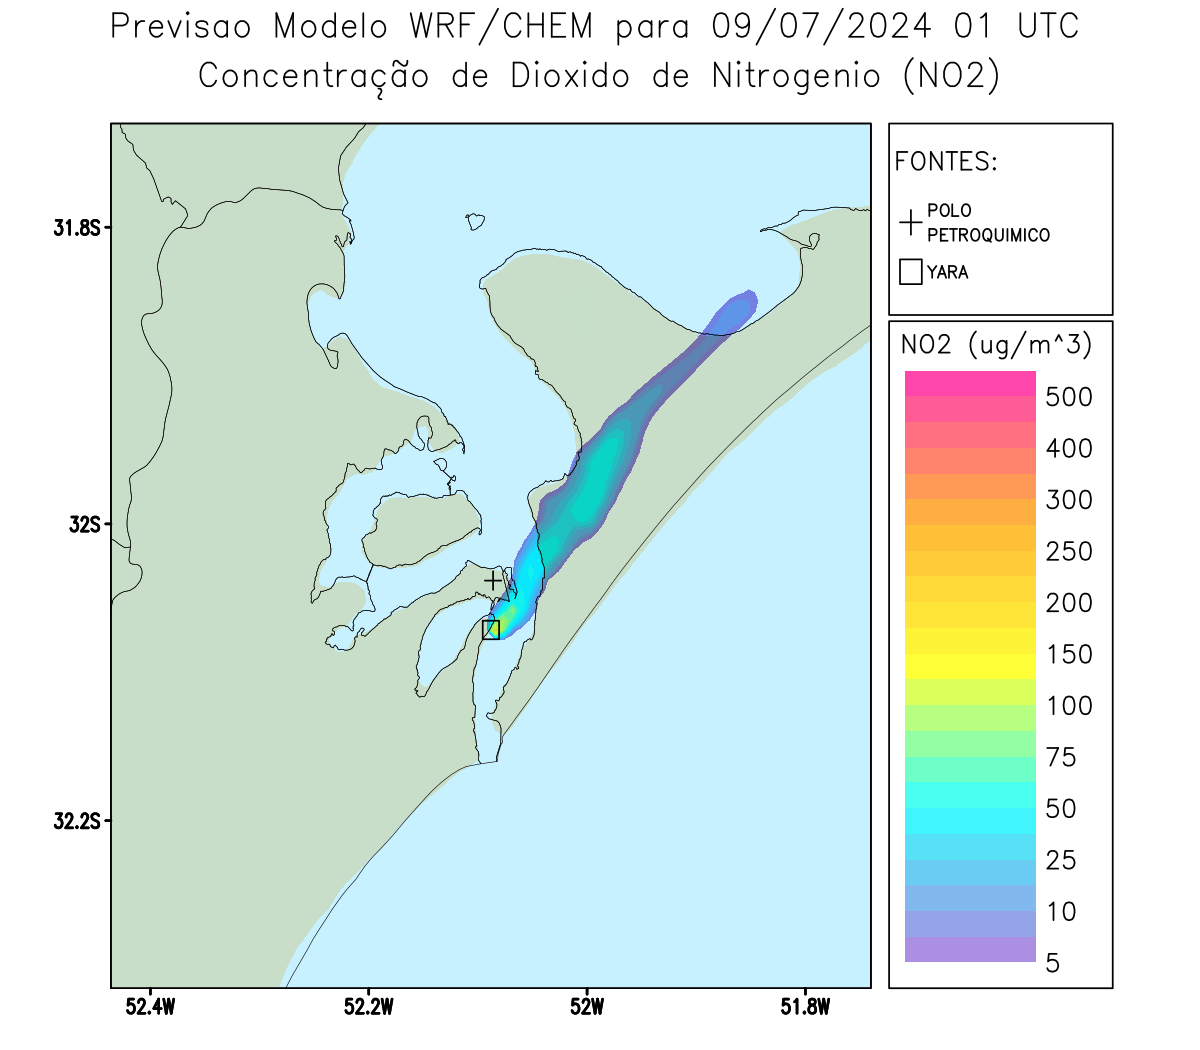 Previsao Modelo WRF/CHEM para 09/07/2024 01 UTC
Concentração de Dioxido de Nitrogenio (NO2)
FONTES:
POLO
PETROQUIMICO
YARA
31.8S
32S
32.2S
52.4W
52.2W
52W
51.8W
NO2 (ug/m^3)
500
400
300
250
200
150
100
75
50
25
10
5